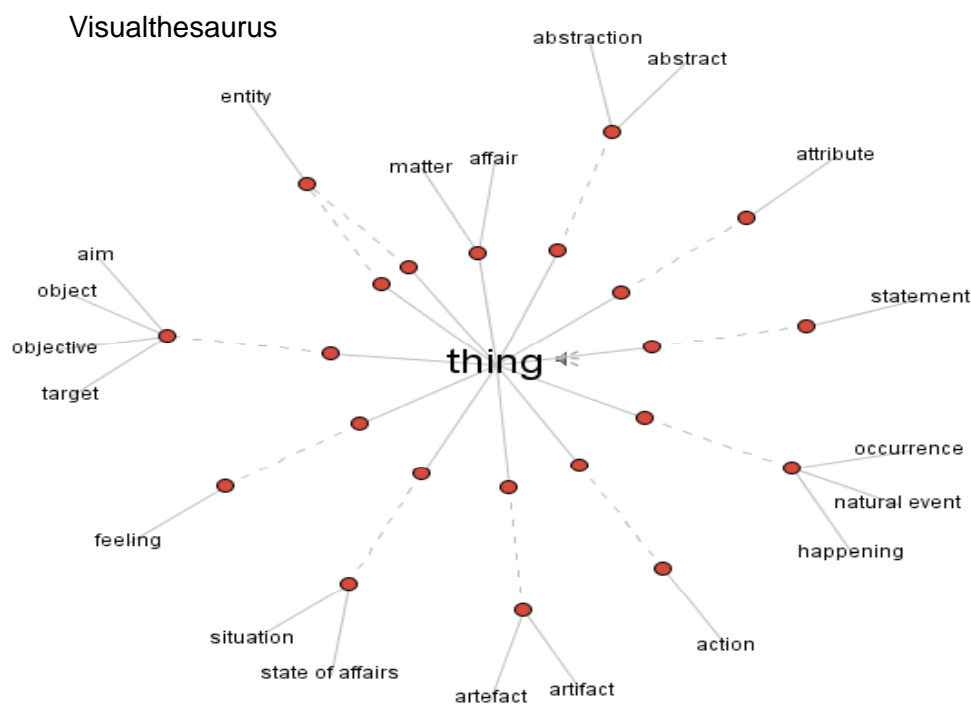 Visualthesaurus
abstraction
abstract
entity
matter
affair
attribute
aim
object
objective
target
statement
thing
occurrence
natural event
happening
feeling
situation
state of affairs
action
artefact
artifact